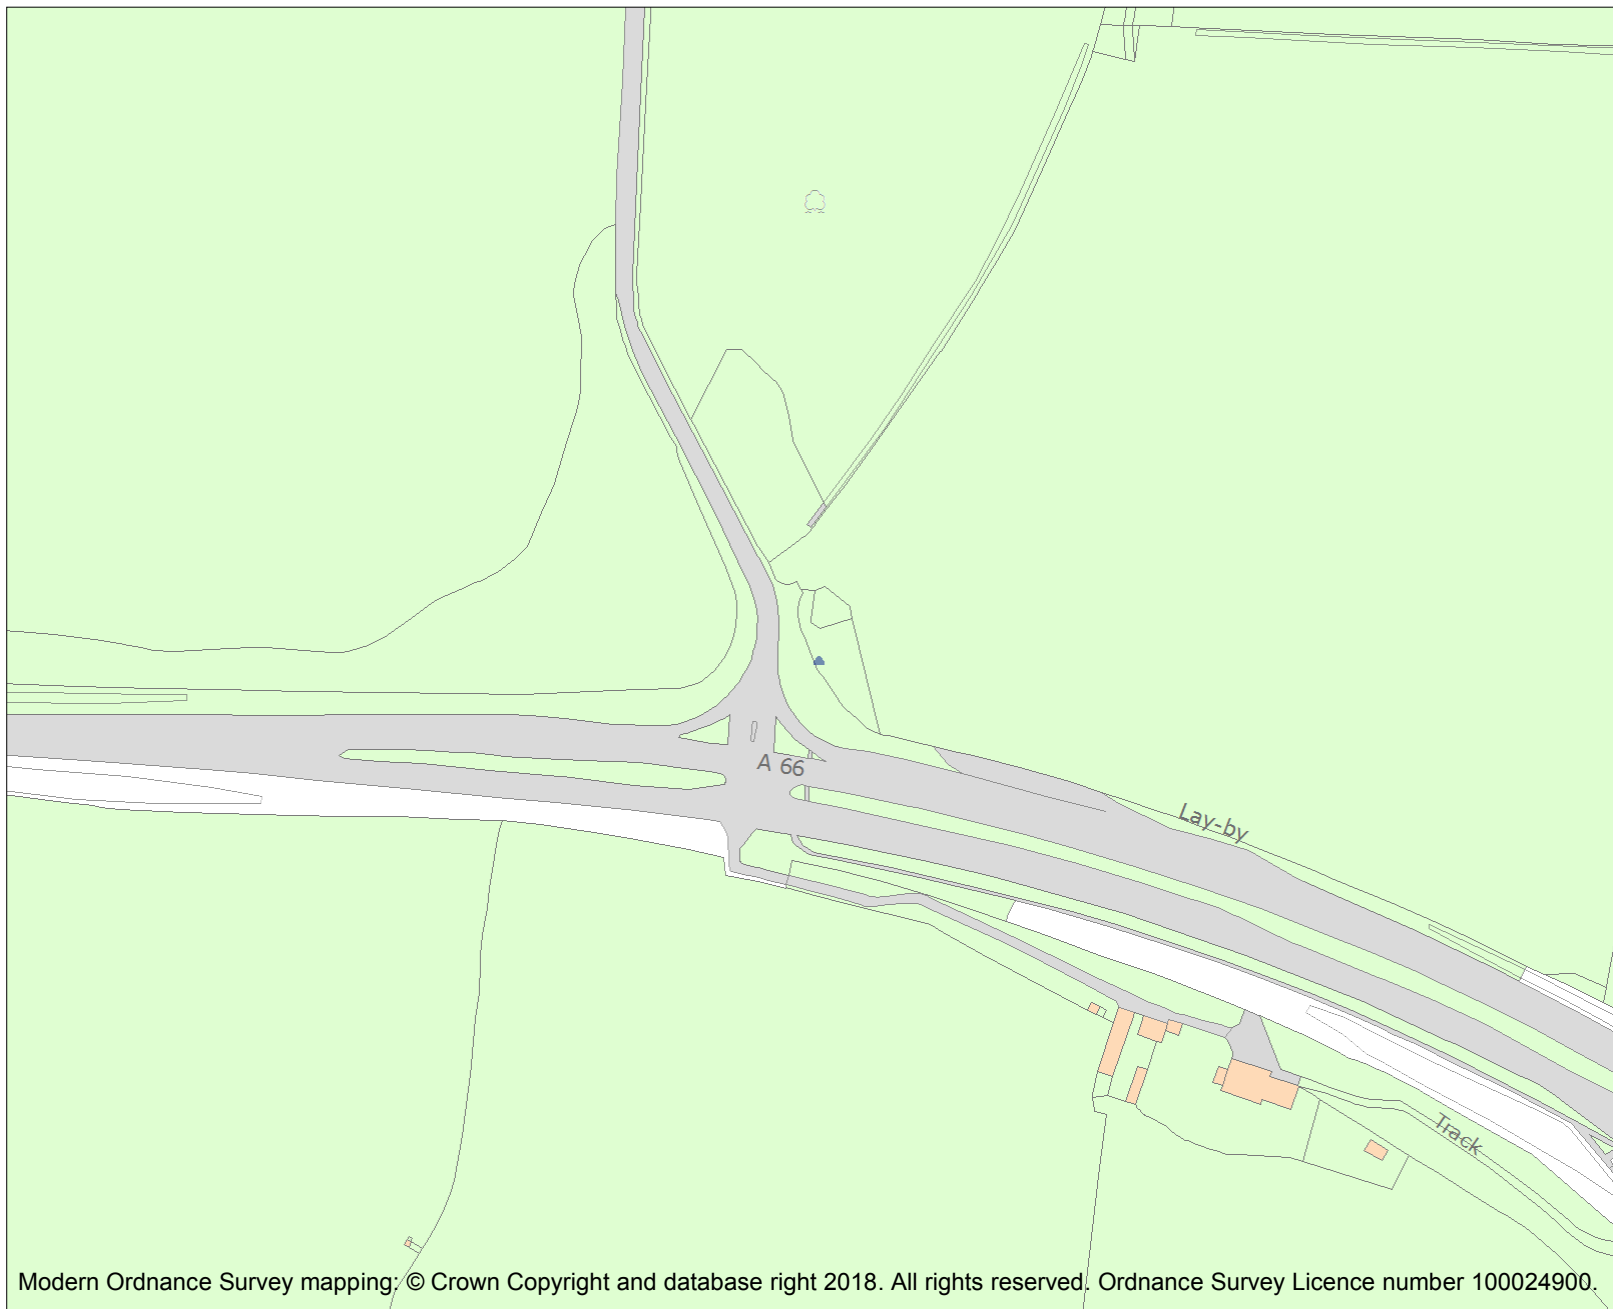 A 66
Lay-by
Track
Modern Ordnance Survey mapping: © Crown Copyright and database right 2018. All rights reserved. Ordnance Survey Licence number 100024900.